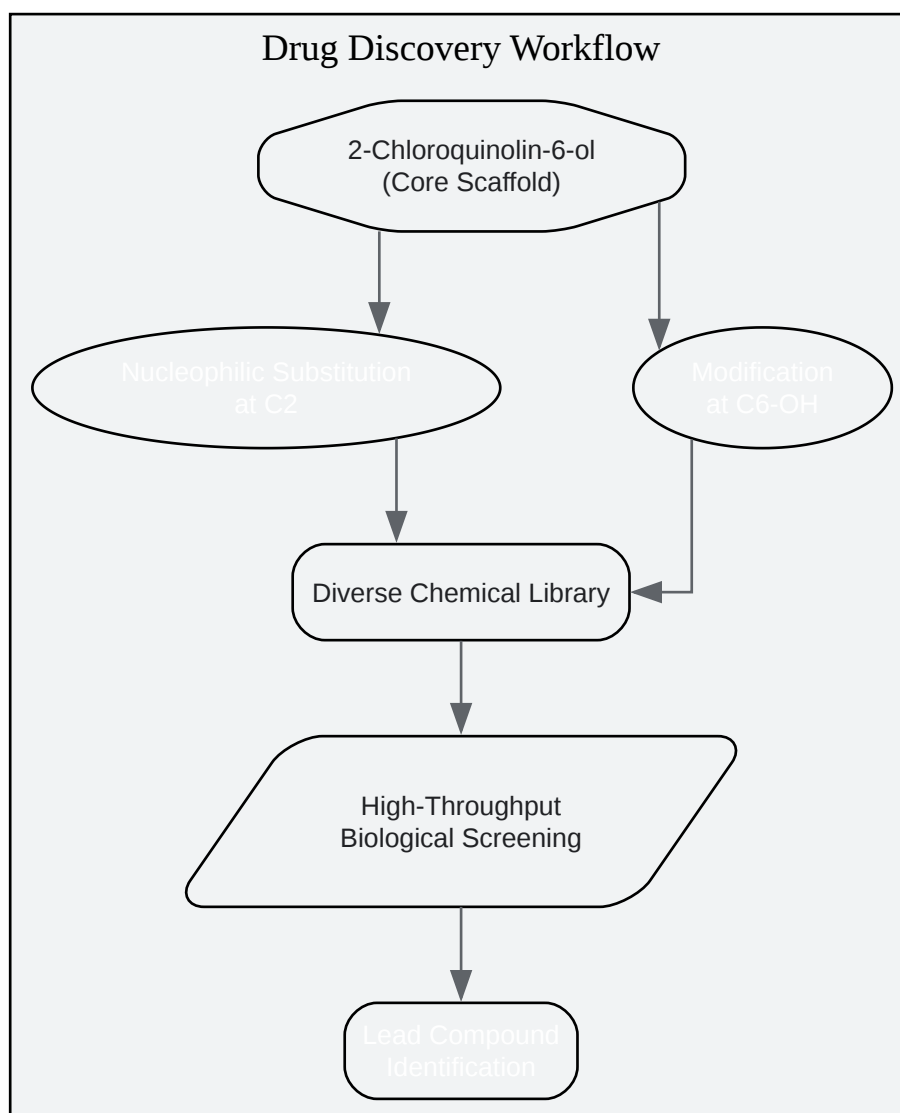 Drug Discovery Workflow
2-Chloroquinolin-6-ol
(Core Scaffold)
Nucleophilic Substitution
at C2
Modification
at C6-OH
Diverse Chemical Library
High-Throughput
Biological Screening
Lead Compound
Identification